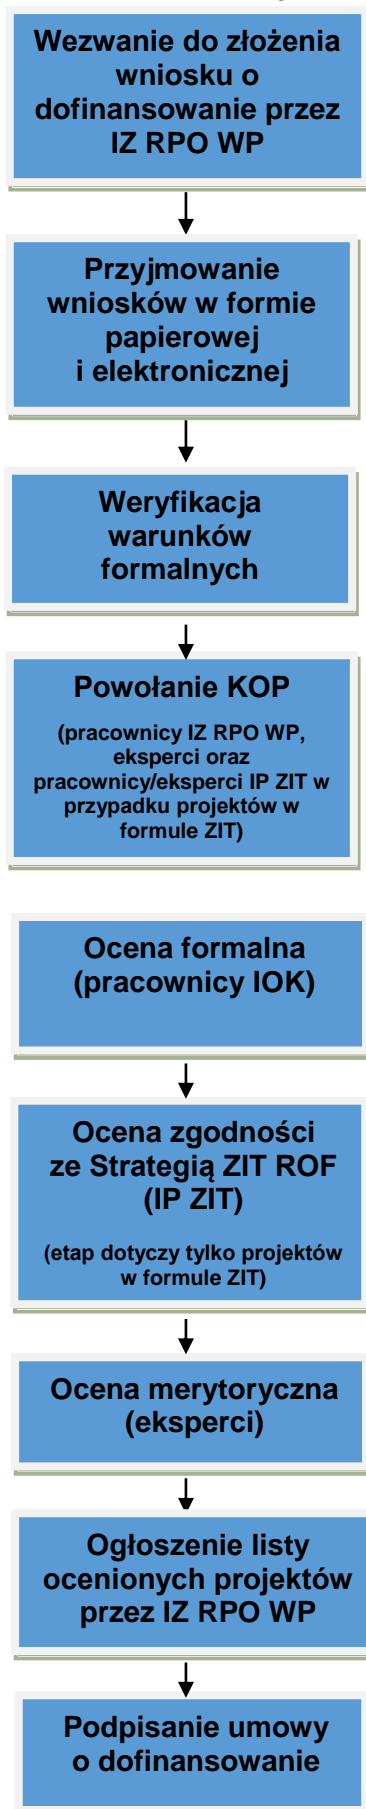 Wezwanie do złożenia
wniosku o
dofinansowanie przez
IZ RPO WP
Przyjmowanie
wniosków w formie
papierowej
i elektronicznej
Weryfikacja
warunków
formalnych
Powołanie KOP
(pracownicy IZ RPO WP,
eksperci oraz
pracownicy/eksperci IP ZIT w
przypadku projektów w
formule ZIT)
Ocena formalna
(pracownicy IOK)
Ocena zgodności
ze Strategią ZIT ROF
(IP ZIT)
(etap dotyczy tylko projektów
w formule ZIT)
Ocena merytoryczna
(eksperci)
Ogłoszenie listy
ocenionych projektów
przez IZ RPO WP
Podpisanie umowy
o dofinansowanie